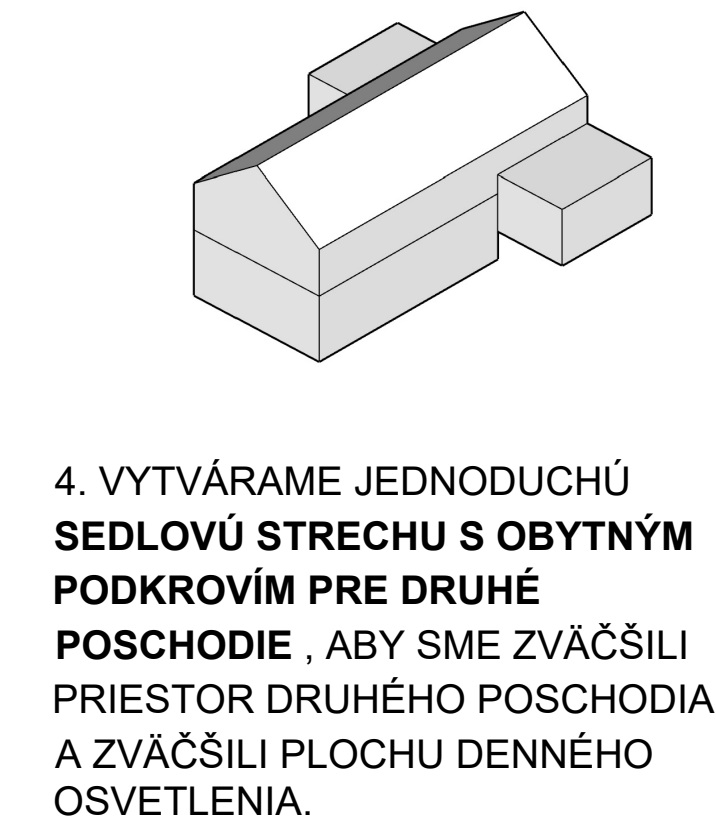 4. VYTVÁRAME JEDNODUCHÚ
SEDLOVÚ STRECHU S OBYTNÝM
PODKROVÍM PRE DRUHÉ
POSCHODIE , ABY SME ZVÄČŠILI
PRIESTOR DRUHÉHO POSCHODIA
A ZVÄČŠILI PLOCHU DENNÉHO
OSVETLENIA.